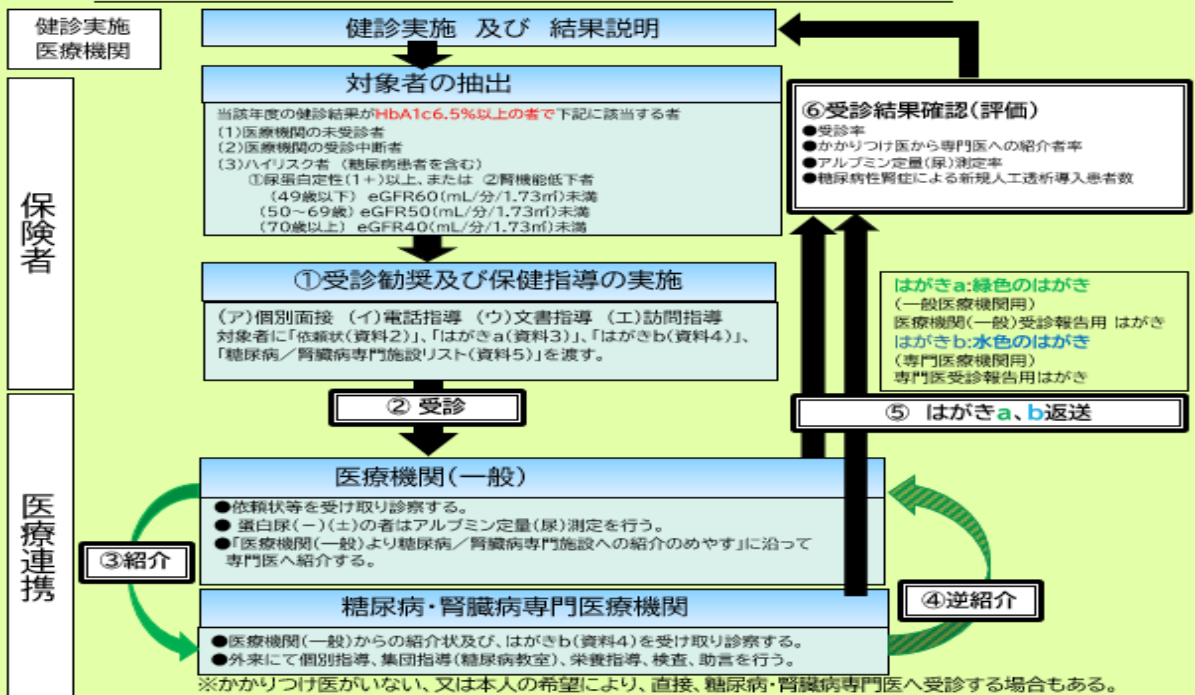 健診実施
医療機関
健診実施 及び 結果説明
保険者
対象者の抽出
当該年度の健診結果がHbA1c6.5%以上の者で下記に該当する者
(1)医療機関の未受診者
(2)医療機関の受診中断者
(3)ハイリスク者 (糖尿病患者を含む)
①尿蛋白定性(1+)以上、または ②腎機能低下者
(49歳以下) eGFR60(mL/分/1.73㎡)未満
(50~69歳) eGFR50(mL/分/1.73㎡)未満
(70歳以上) eGFR40(mL/分/1.73㎡)未満
⑥受診結果確認(評価)
●受診率
●かかりつけ医から専門医への紹介者率
●アルブミン定量(尿)測定率
●糖尿病性腎症による新規人工透析導入患者数
①受診勧奨及び保健指導の実施
(ア)個別面接 (イ)電話指導 (ウ)文書指導 (エ)訪問指導
対象者に「依頼状(資料2)」、「はがきa(資料3)」、「はがきb(資料4)」、
「糖尿病/腎臓病専門施設リスト(資料5)」を渡す。
はがきa:緑色のはがき
(一般医療機関用)
医療機関(一般)受診報告用 はがき
はがきb:水色のはがき
(専門医療機関用)
専門医受診報告用はがき
② 受診
⑤ はがきa、b返送
医療連携
医療機関(一般)
●依頼状等を受け取り診察する。
● 蛋白尿(-)(±)の者はアルブミン定量(尿)測定を行う。
●「医療機関(一般)より糖尿病/腎臓病専門施設への紹介のめやす」に沿って
専門医へ紹介する。
③紹介
④逆紹介
糖尿病・腎臓病専門医療機関
●医療機関(一般)からの紹介状及び、はがきb(資料4)を受け取り診察する。
●外来にて個別指導、集団指導(糖尿病教室)、栄養指導、検査、助言を行う。
※かかりつけ医がいない、又は本人の希望により、直接、糖尿病・腎臓病専門医へ受診する場合もある。